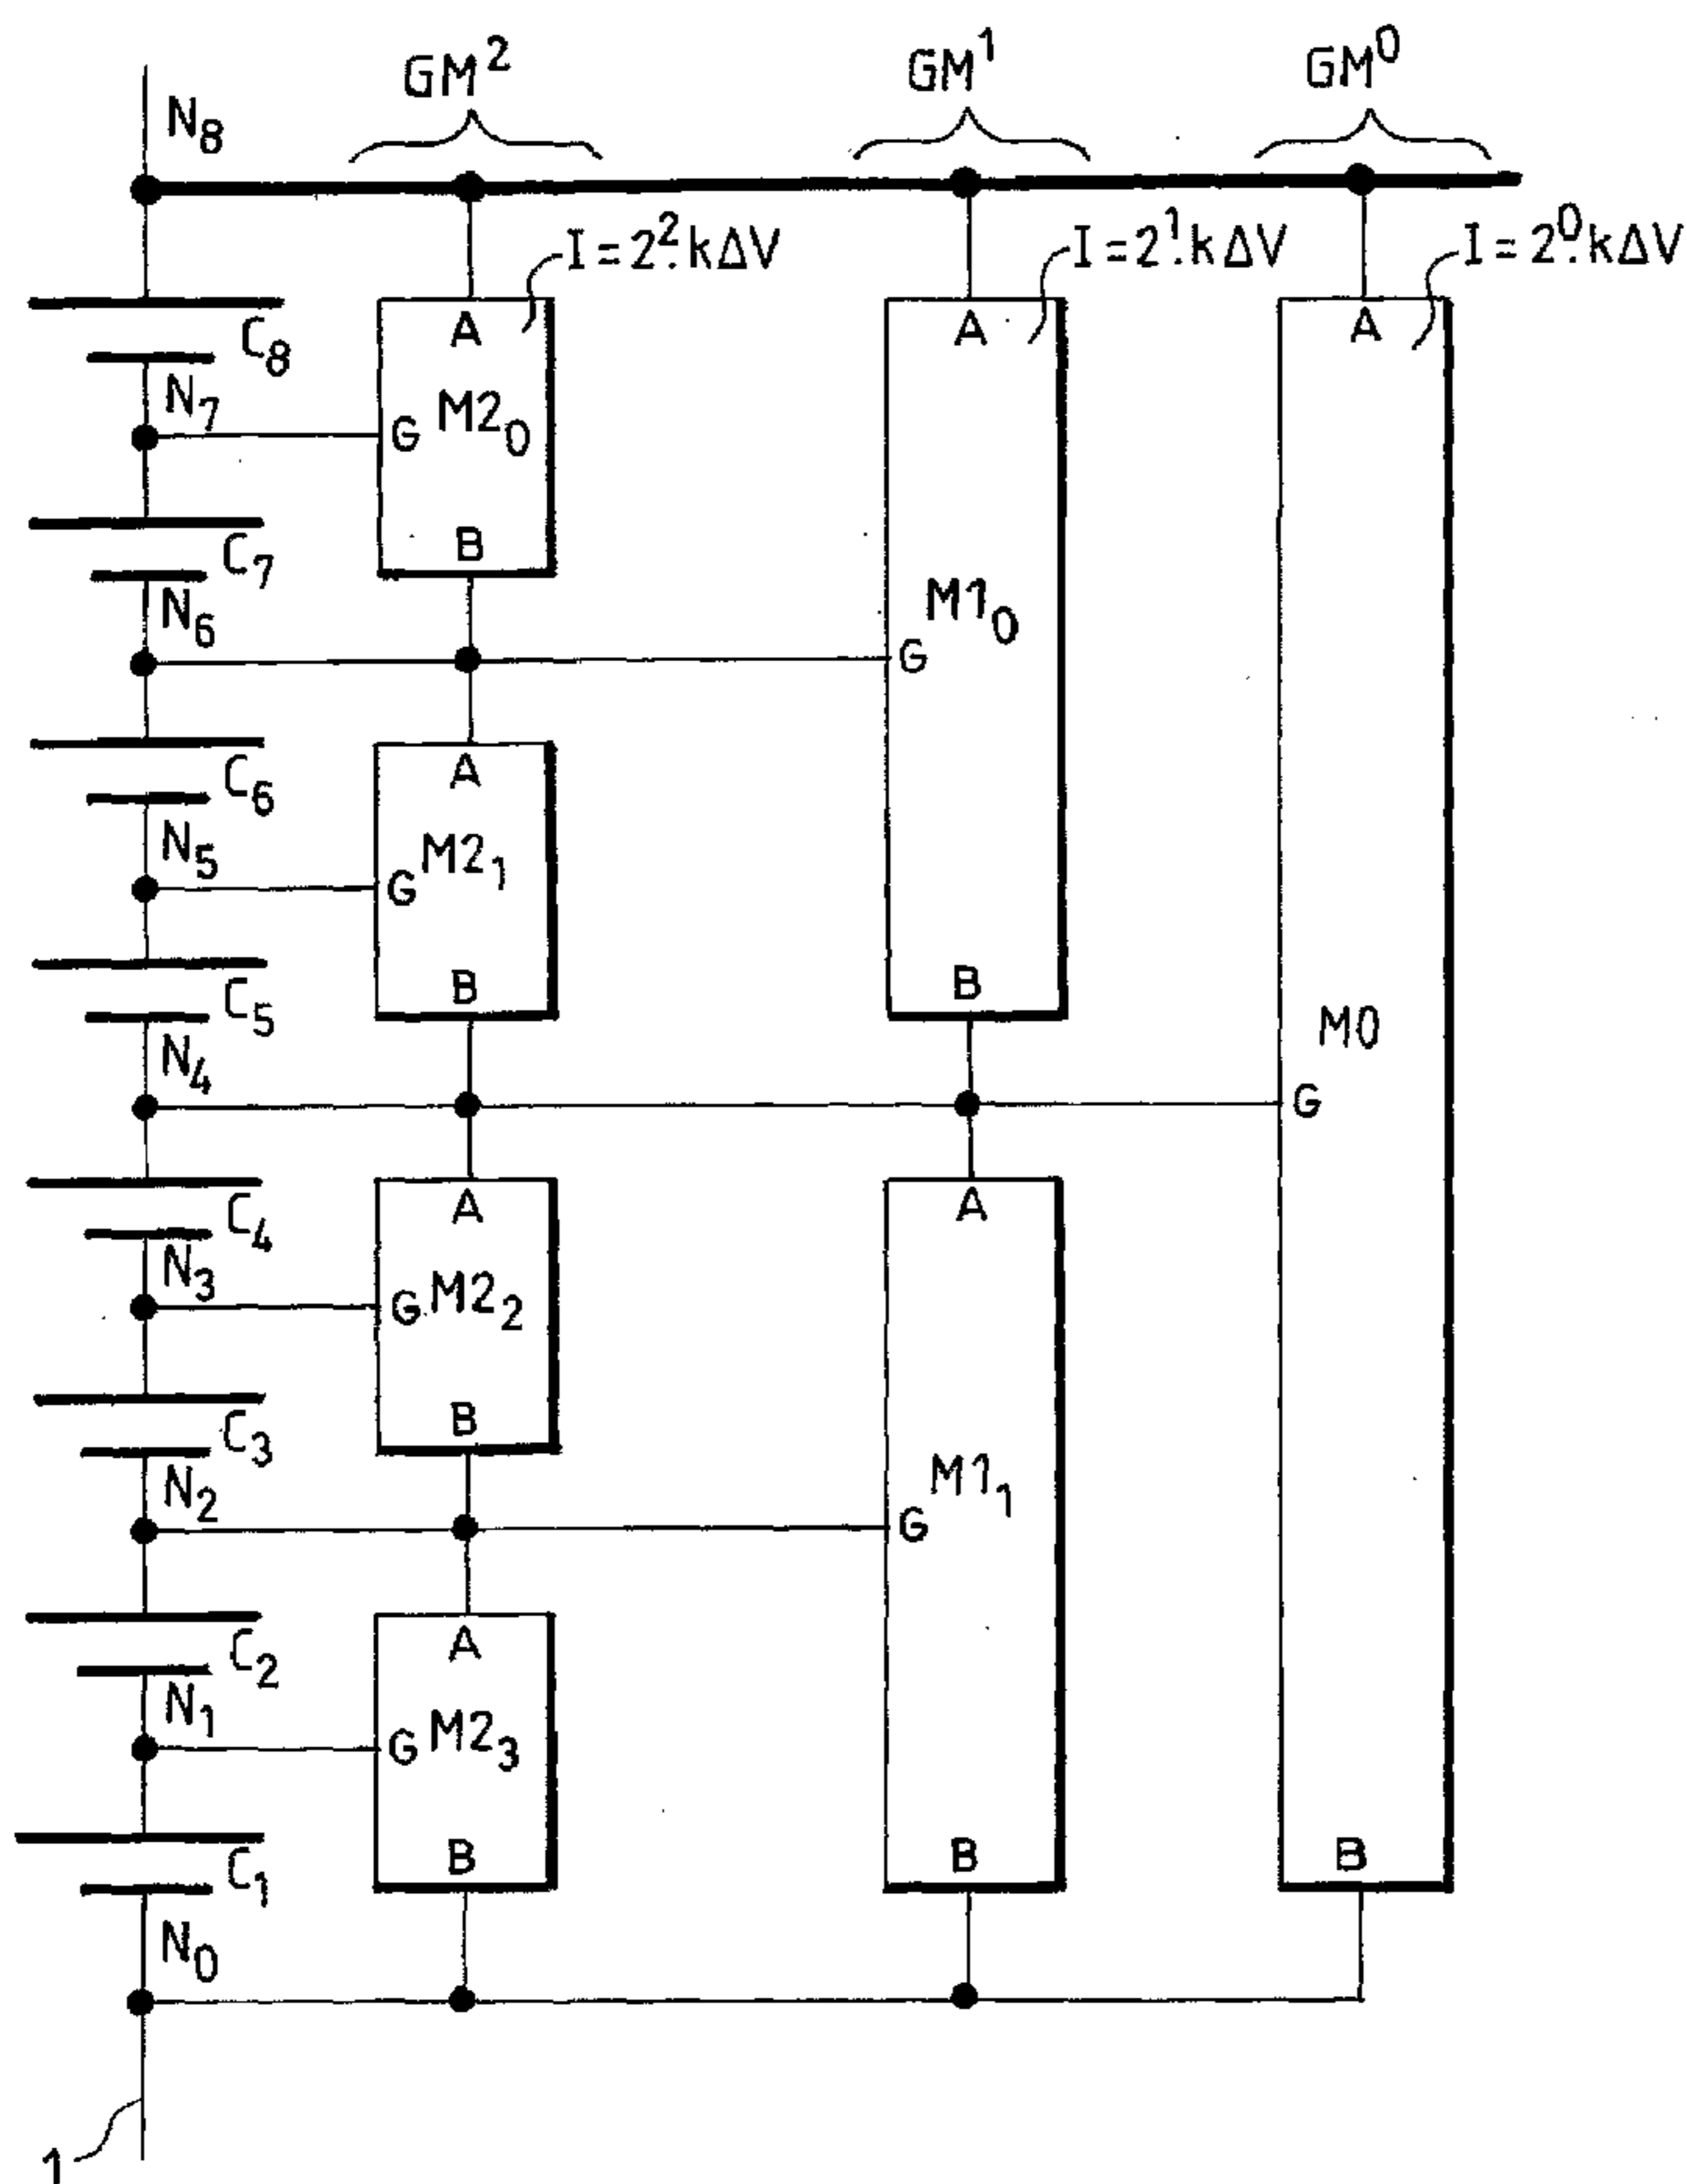 GM² GM¹ GM⁰
N₈
I=2².kΔV I=2¹.kΔV I=2⁰.kΔV
A A A
C₈
N₇
G M2₀
B
C₇
N₆
M1₀
G
A
C₆
N₅
M2₁
G
B B
C₅
N₄
M0
G
A A
C₄
N₃
G M2₂
B
C₃
N₂
M1₁
G
A
C₂
N₁
G M2₃
B B B
C₁
N₀
1